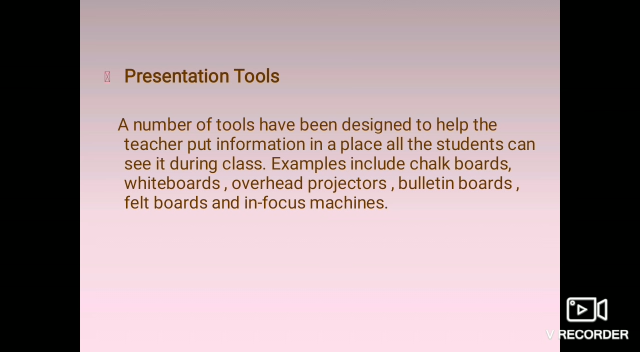 Presentation Tools
A number of tools have been designed to help the
teacher put information in a place all the students can
see it during class. Examples include chalk boards,
whiteboards , overhead projectors , bulletin boards ,
felt boards and in-focus machines.
V RECORDER